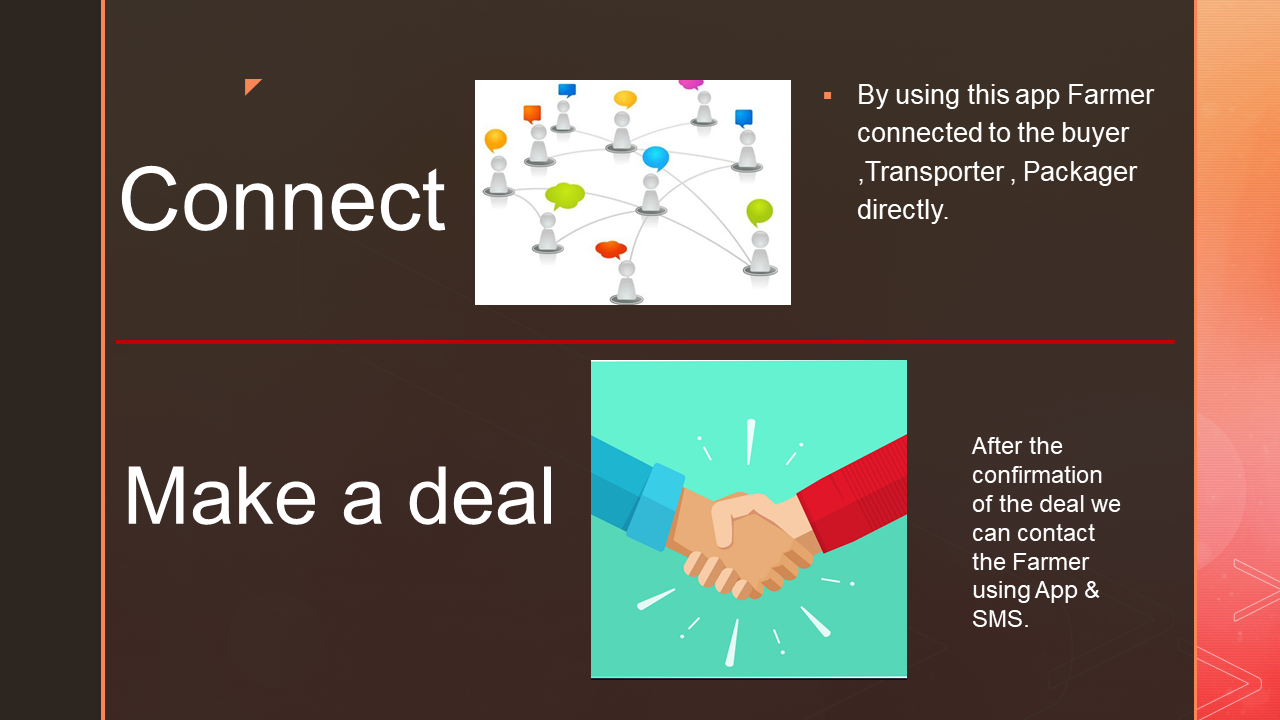 Connect
By using this app Farmer
connected to the buyer
,Transporter , Packager
directly.
Make a deal
After the
confirmation
of the deal we
can contact
the Farmer
using App &
SMS.